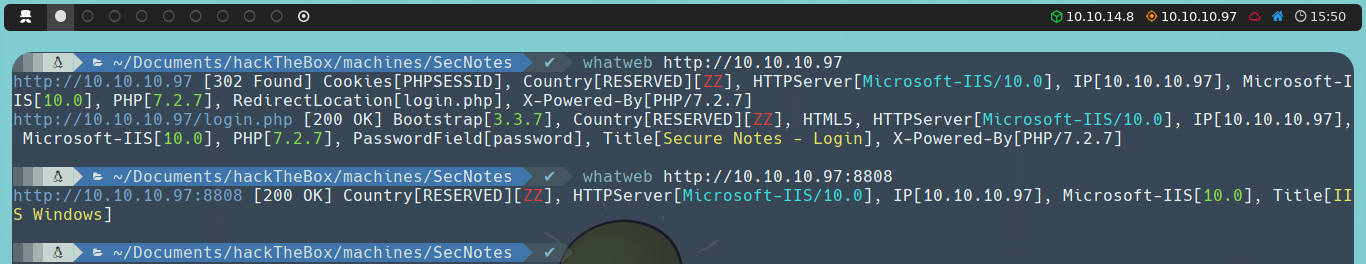 10.10.14.8 10.10.10.97 15:50
~/Documents/hackTheBox/machines/SecNotes ✔ whatweb http://10.10.10.97
http://10.10.10.97 [302 Found] Cookies[PHPSESSID], Country[RESERVED][ZZ], HTTPServer[Microsoft-IIS/10.0], IP[10.10.10.97], Microsoft-I
IS[10.0], PHP[7.2.7], RedirectLocation[login.php], X-Powered-By[PHP/7.2.7]
http://10.10.10.97/login.php [200 OK] Bootstrap[3.3.7], Country[RESERVED][ZZ], HTML5, HTTPServer[Microsoft-IIS/10.0], IP[10.10.10.97],
Microsoft-IIS[10.0], PHP[7.2.7], PasswordField[password], Title[Secure Notes - Login], X-Powered-By[PHP/7.2.7]
~/Documents/hackTheBox/machines/SecNotes ✔ whatweb http://10.10.10.97:8808
http://10.10.10.97:8808 [200 OK] Country[RESERVED][ZZ], HTTPServer[Microsoft-IIS/10.0], IP[10.10.10.97], Microsoft-IIS[10.0], Title[II
S Windows]
~/Documents/hackTheBox/machines/SecNotes ✔